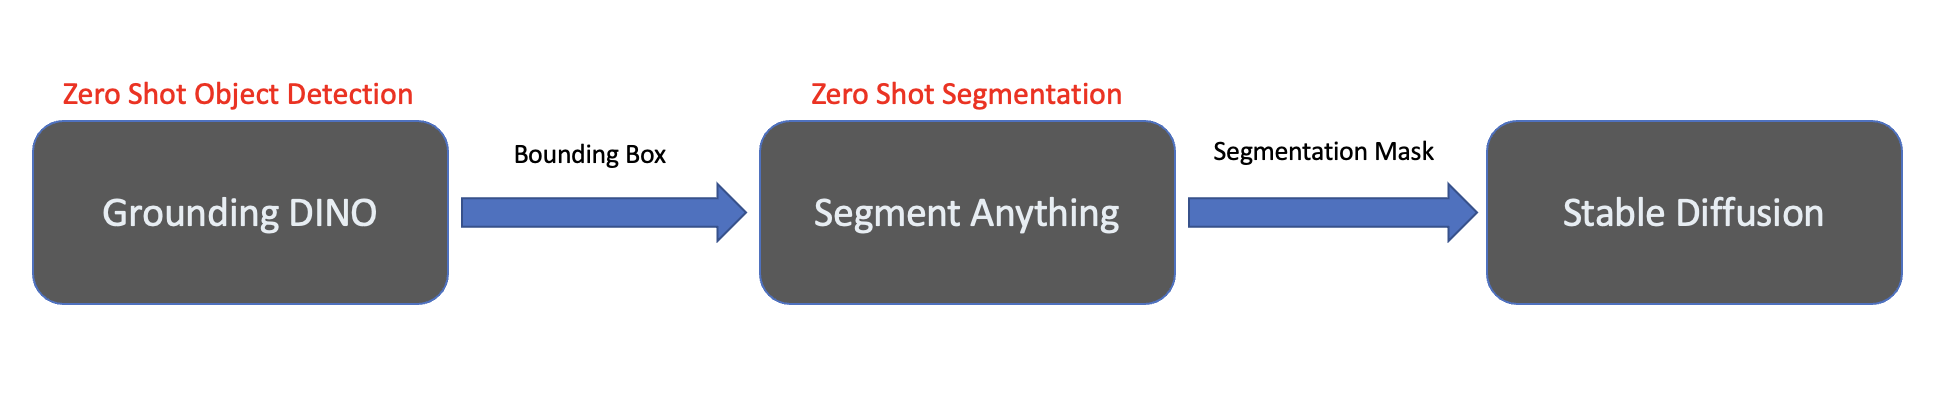 Zero Shot Object Detection
Grounding DINO
Bounding Box
Zero Shot Segmentation
Segment Anything
Segmentation Mask
Stable Diffusion